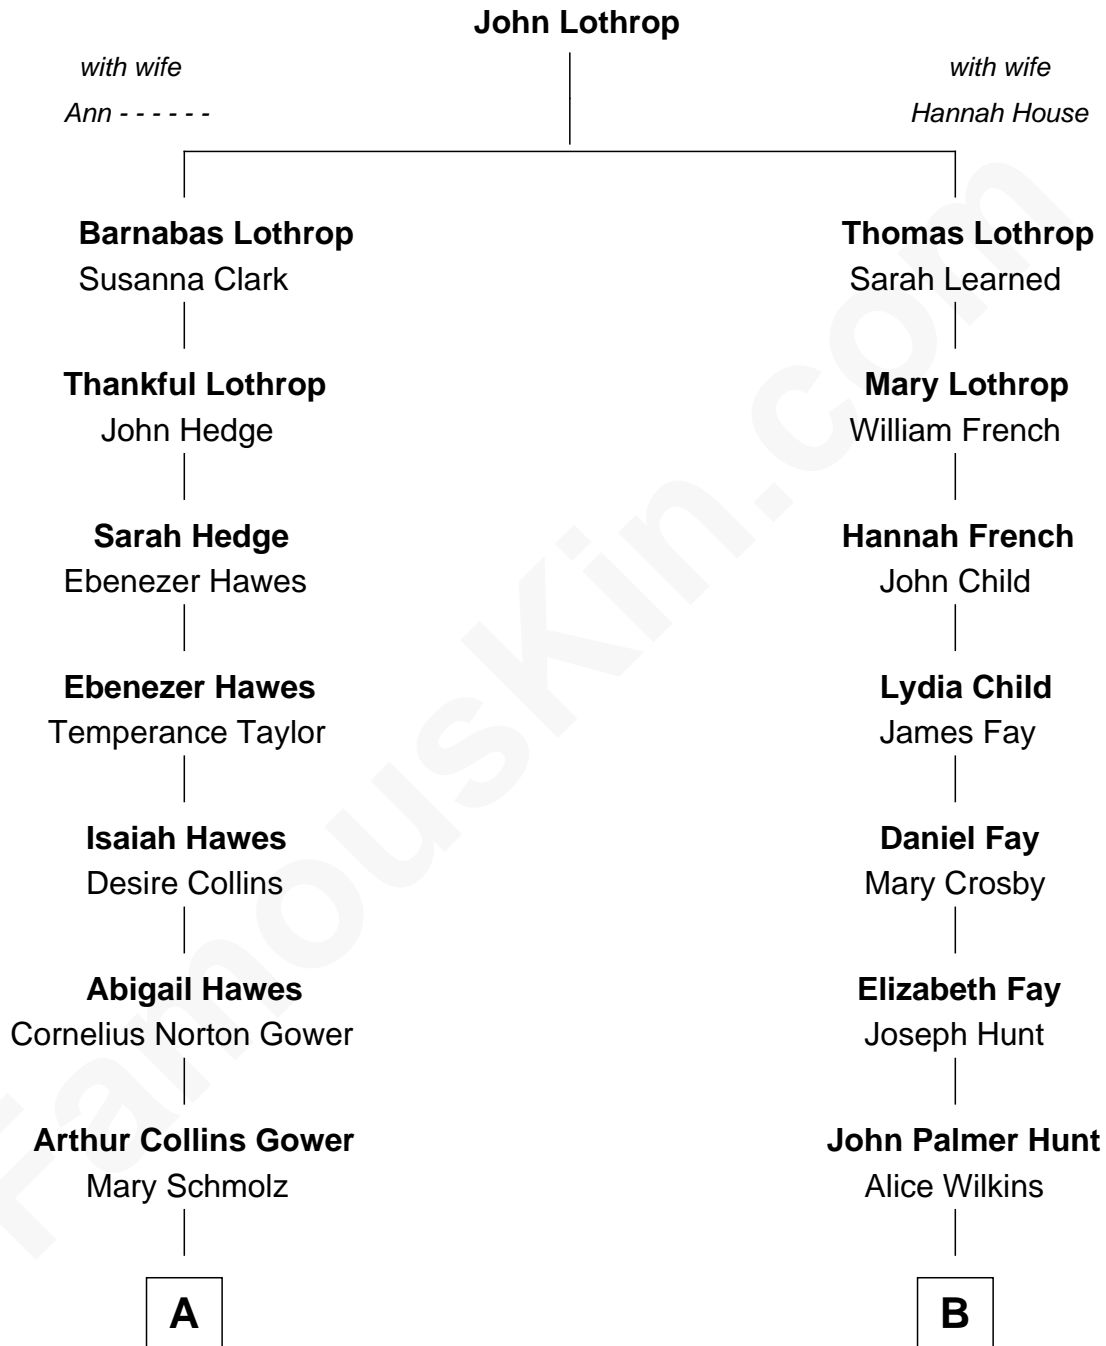 John Lothrop
with wife
Ann - - - - - -
with wife
Hannah House
Barnabas Lothrop
Susanna Clark
Thomas Lothrop
Sarah Learned
Thankful Lothrop
John Hedge
Mary Lothrop
William French
Sarah Hedge
Ebenezer Hawes
Hannah French
John Child
Ebenezer Hawes
Temperance Taylor
Lydia Child
James Fay
Isaiah Hawes
Desire Collins
Daniel Fay
Mary Crosby
Abigail Hawes
Cornelius Norton Gower
Elizabeth Fay
Joseph Hunt
Arthur Collins Gower
Mary Schmolz
John Palmer Hunt
Alice Wilkins
A
B
FamousKin.com